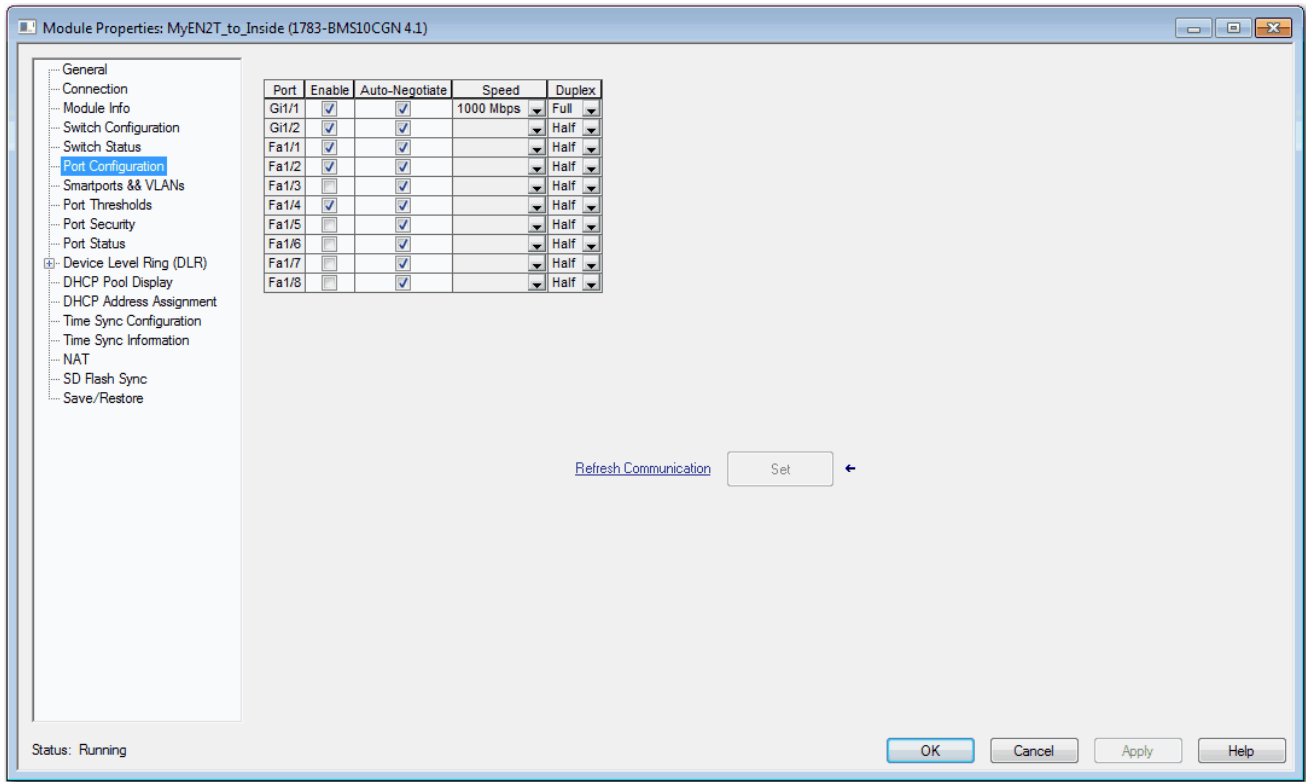 Module Properties: MyEN2T_to_Inside (1783-BMS10CGN 4.1)
General
Connection
Module Info
Switch Configuration
Switch Status
Port Configuration
Smartports && VLANs
Port Thresholds
Port Security
Port Status
Device Level Ring (DLR)
DHCP Pool Display
DHCP Address Assignment
Time Sync Configuration
Time Sync Information
NAT
SD Flash Sync
Save/Restore
Port Enable Auto-Negotiate Speed Duplex
Gi1/1 1000 Mbps Full
Gi1/2 Half
Fa1/1 Half
Fa1/2 Half
Fa1/3 Half
Fa1/4 Half
Fa1/5 Half
Fa1/6 Half
Fa1/7 Half
Fa1/8 Half
Refresh Communication Set
Status: Running
OK Cancel Apply Help